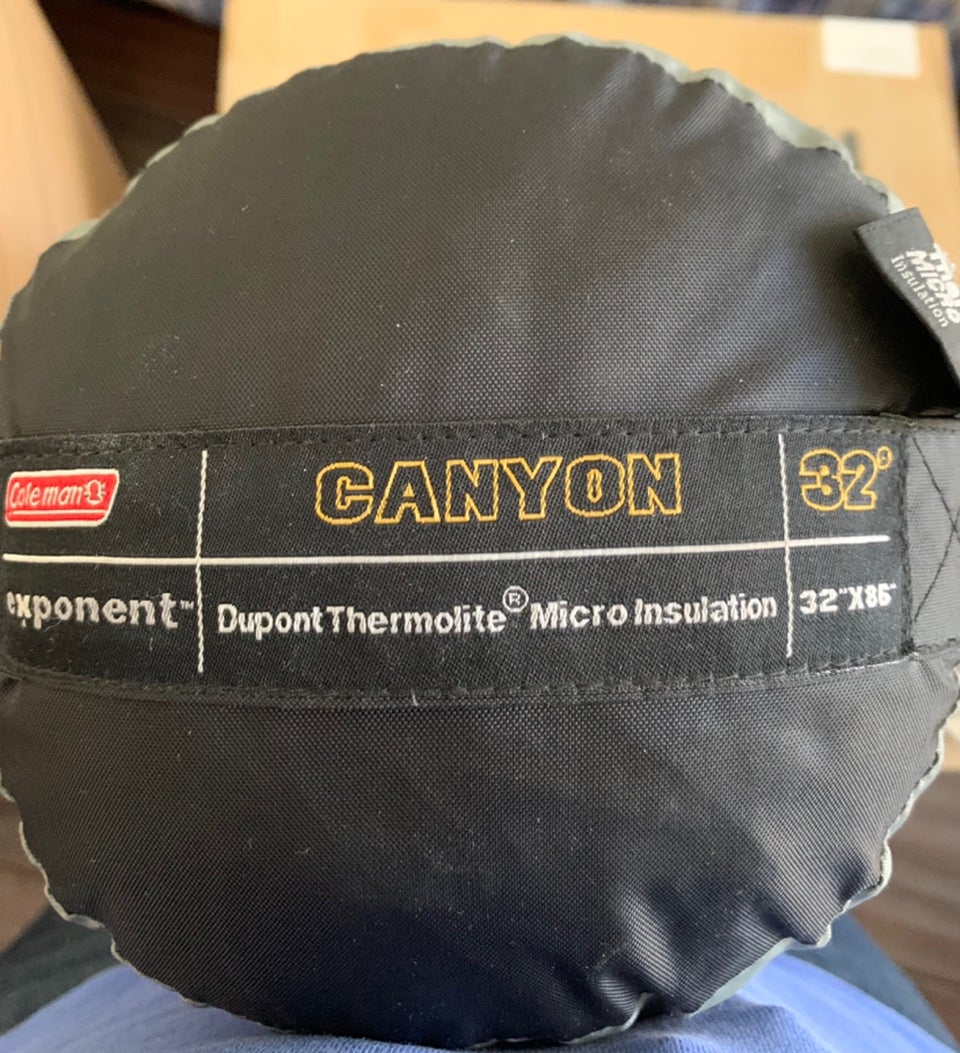 MICRO
Insulation
Coleman
CANYON
32°
exponent™
Dupont Thermolite® Micro Insulation
32"X86"